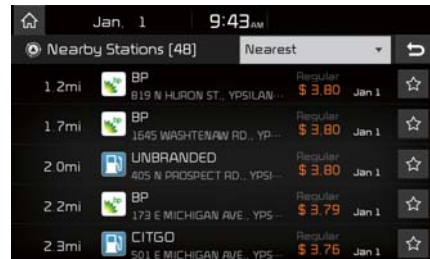 Jan. 1 9:43 AM
Nearby Stations [48] Nearest
1.2mi BP Regular
819 N HURON ST., YPSILAN... $ 3.80 Jan 1
1.7mi BP Regular
1645 WASHTENAW RD., YP... $ 3.80 Jan 1
2.0mi UNBRANDED Regular
405 N PROSPECT RD., YPSI... $ 3.80 Jan 1
2.2mi BP Regular
173 E MICHIGAN AVE., YPS... $ 3.79 Jan 1
2.3mi CITGO Regular
501 E MICHIGAN AVE., YPS... $ 3.76 Jan 1